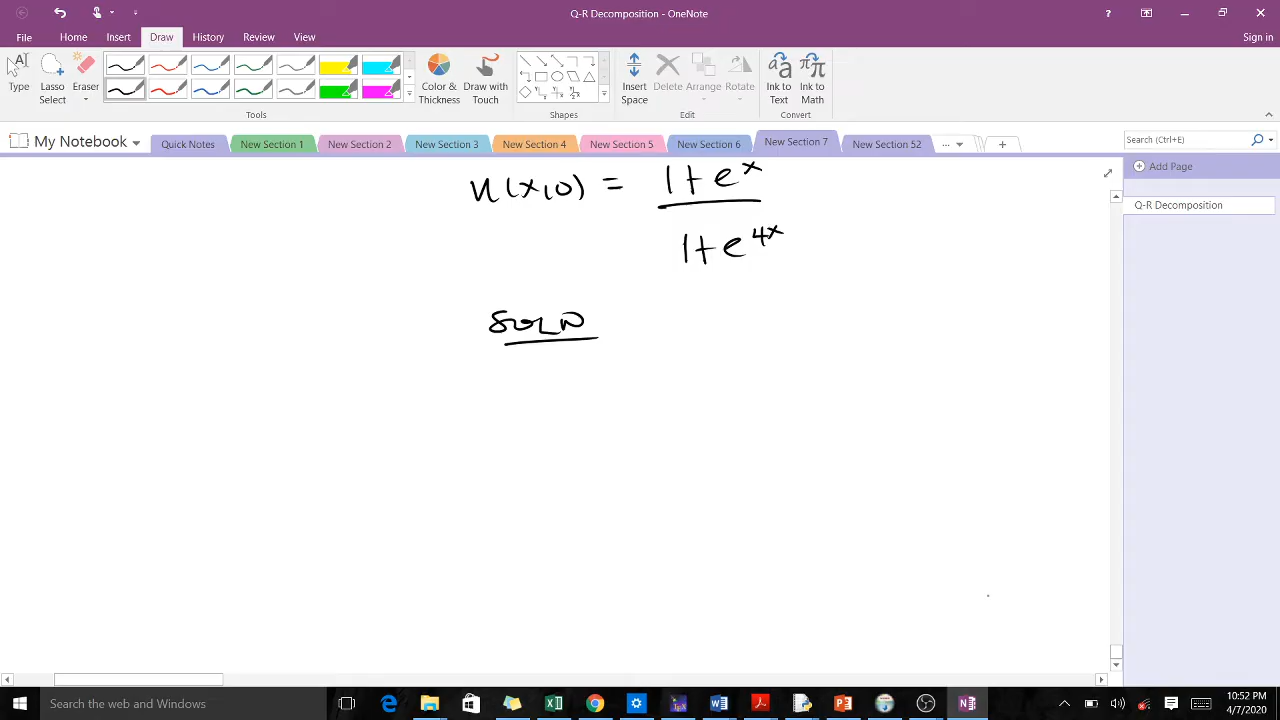 Q-R Decomposition - OneNote
File Home Insert Draw History Review View
Sign in
Type
Lasso Select
Eraser
Color & Thickness
Draw with Touch
Insert Space
Delete
Arrange
Rotate
Ink to Text
Ink to Math
Tools
Shapes
Edit
Convert
My Notebook
Quick Notes New Section 1 New Section 2 New Section 3 New Section 4 New Section 5 New Section 6 New Section 7 New Section 52 ...
Search (Ctrl+E)
Add Page
Q-R Decomposition
u(x,0) = 1+e^x
1+e^4x
SOLN
Search the web and Windows
10:52 PM
4/7/2020